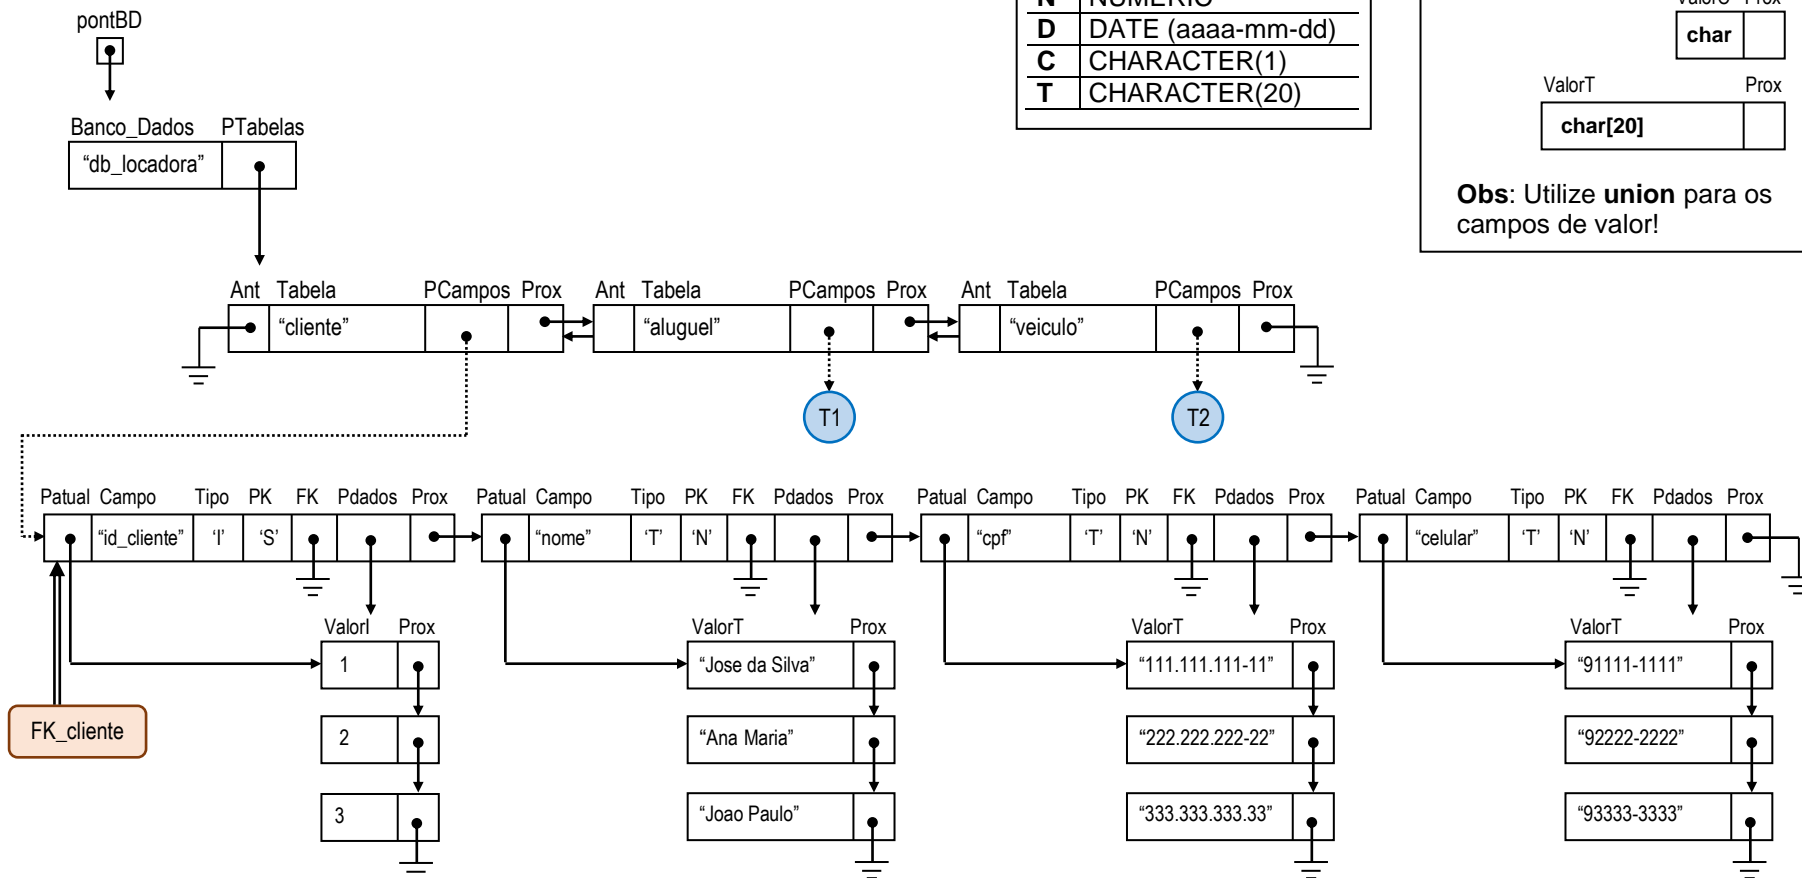 N NUMERIC
D DATE (aaaa-mm-dd)
C CHARACTER(1)
T CHARACTER(20)
ValorC Prox
char
ValorT Prox
char[20]
Obs: Utilize union para os
campos de valor!
pontBD
Banco_Dados PTabelas
“db_locadora”
Ant Tabela PCampos Prox Ant Tabela PCampos Prox Ant Tabela PCampos Prox
“cliente” “aluguel” “veiculo”
T1 T2
Patual Campo Tipo PK FK Pdados Prox Patual Campo Tipo PK FK Pdados Prox Patual Campo Tipo PK FK Pdados Prox Patual Campo Tipo PK FK Pdados Prox
“id_cliente” ‘I’ ‘S’ “nome” ‘T’ ‘N’ “cpf” ‘T’ ‘N’ “celular” ‘T’ ‘N’
ValorI Prox ValorT Prox ValorT Prox ValorT Prox
1 “Jose da Silva” “111.111.111-11” “91111-1111”
FK_cliente
2 “Ana Maria” “222.222.222-22” “92222-2222”
3 “Joao Paulo” “333.333.333.33” “93333-3333”